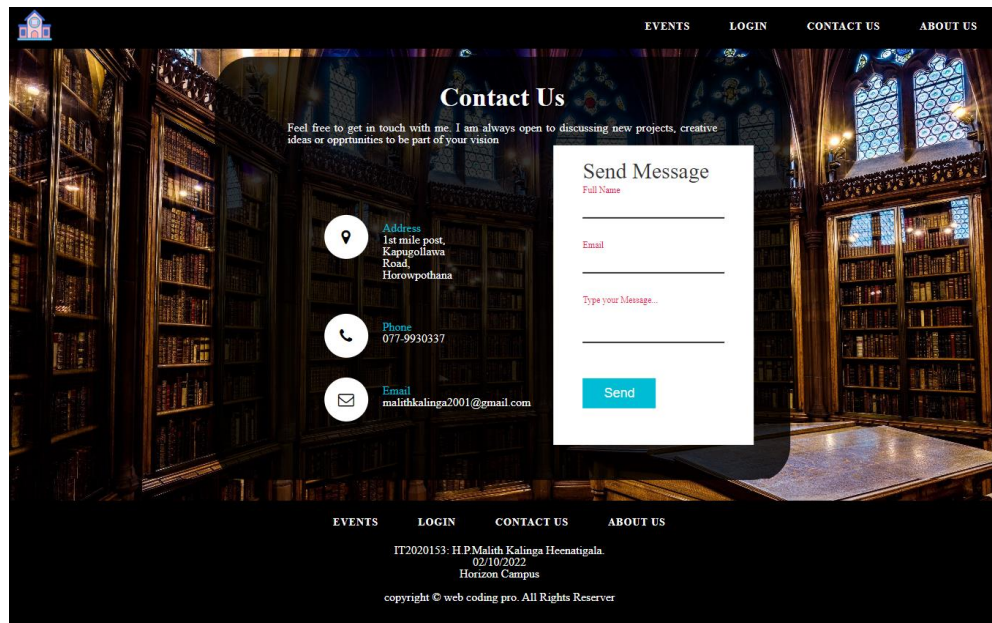 EVENTS LOGIN CONTACT US ABOUT US
Contact Us
Feel free to get in touch with me. I am always open to discussing new projects, creative
ideas or opprtunities to be part of your vision
Address
1st mile post,
Kapugollawa
Road,
Horowpothana
Phone
077-9930337
Email
malithkalinga2001@gmail.com
Send Message
Full Name
Email
Type your Message...
Send
EVENTS LOGIN CONTACT US ABOUT US
IT2020153: H.P.Malith Kalinga Heenatigala.
02/10/2022
Horizon Campus
copyright © web coding pro. All Rights Reserver